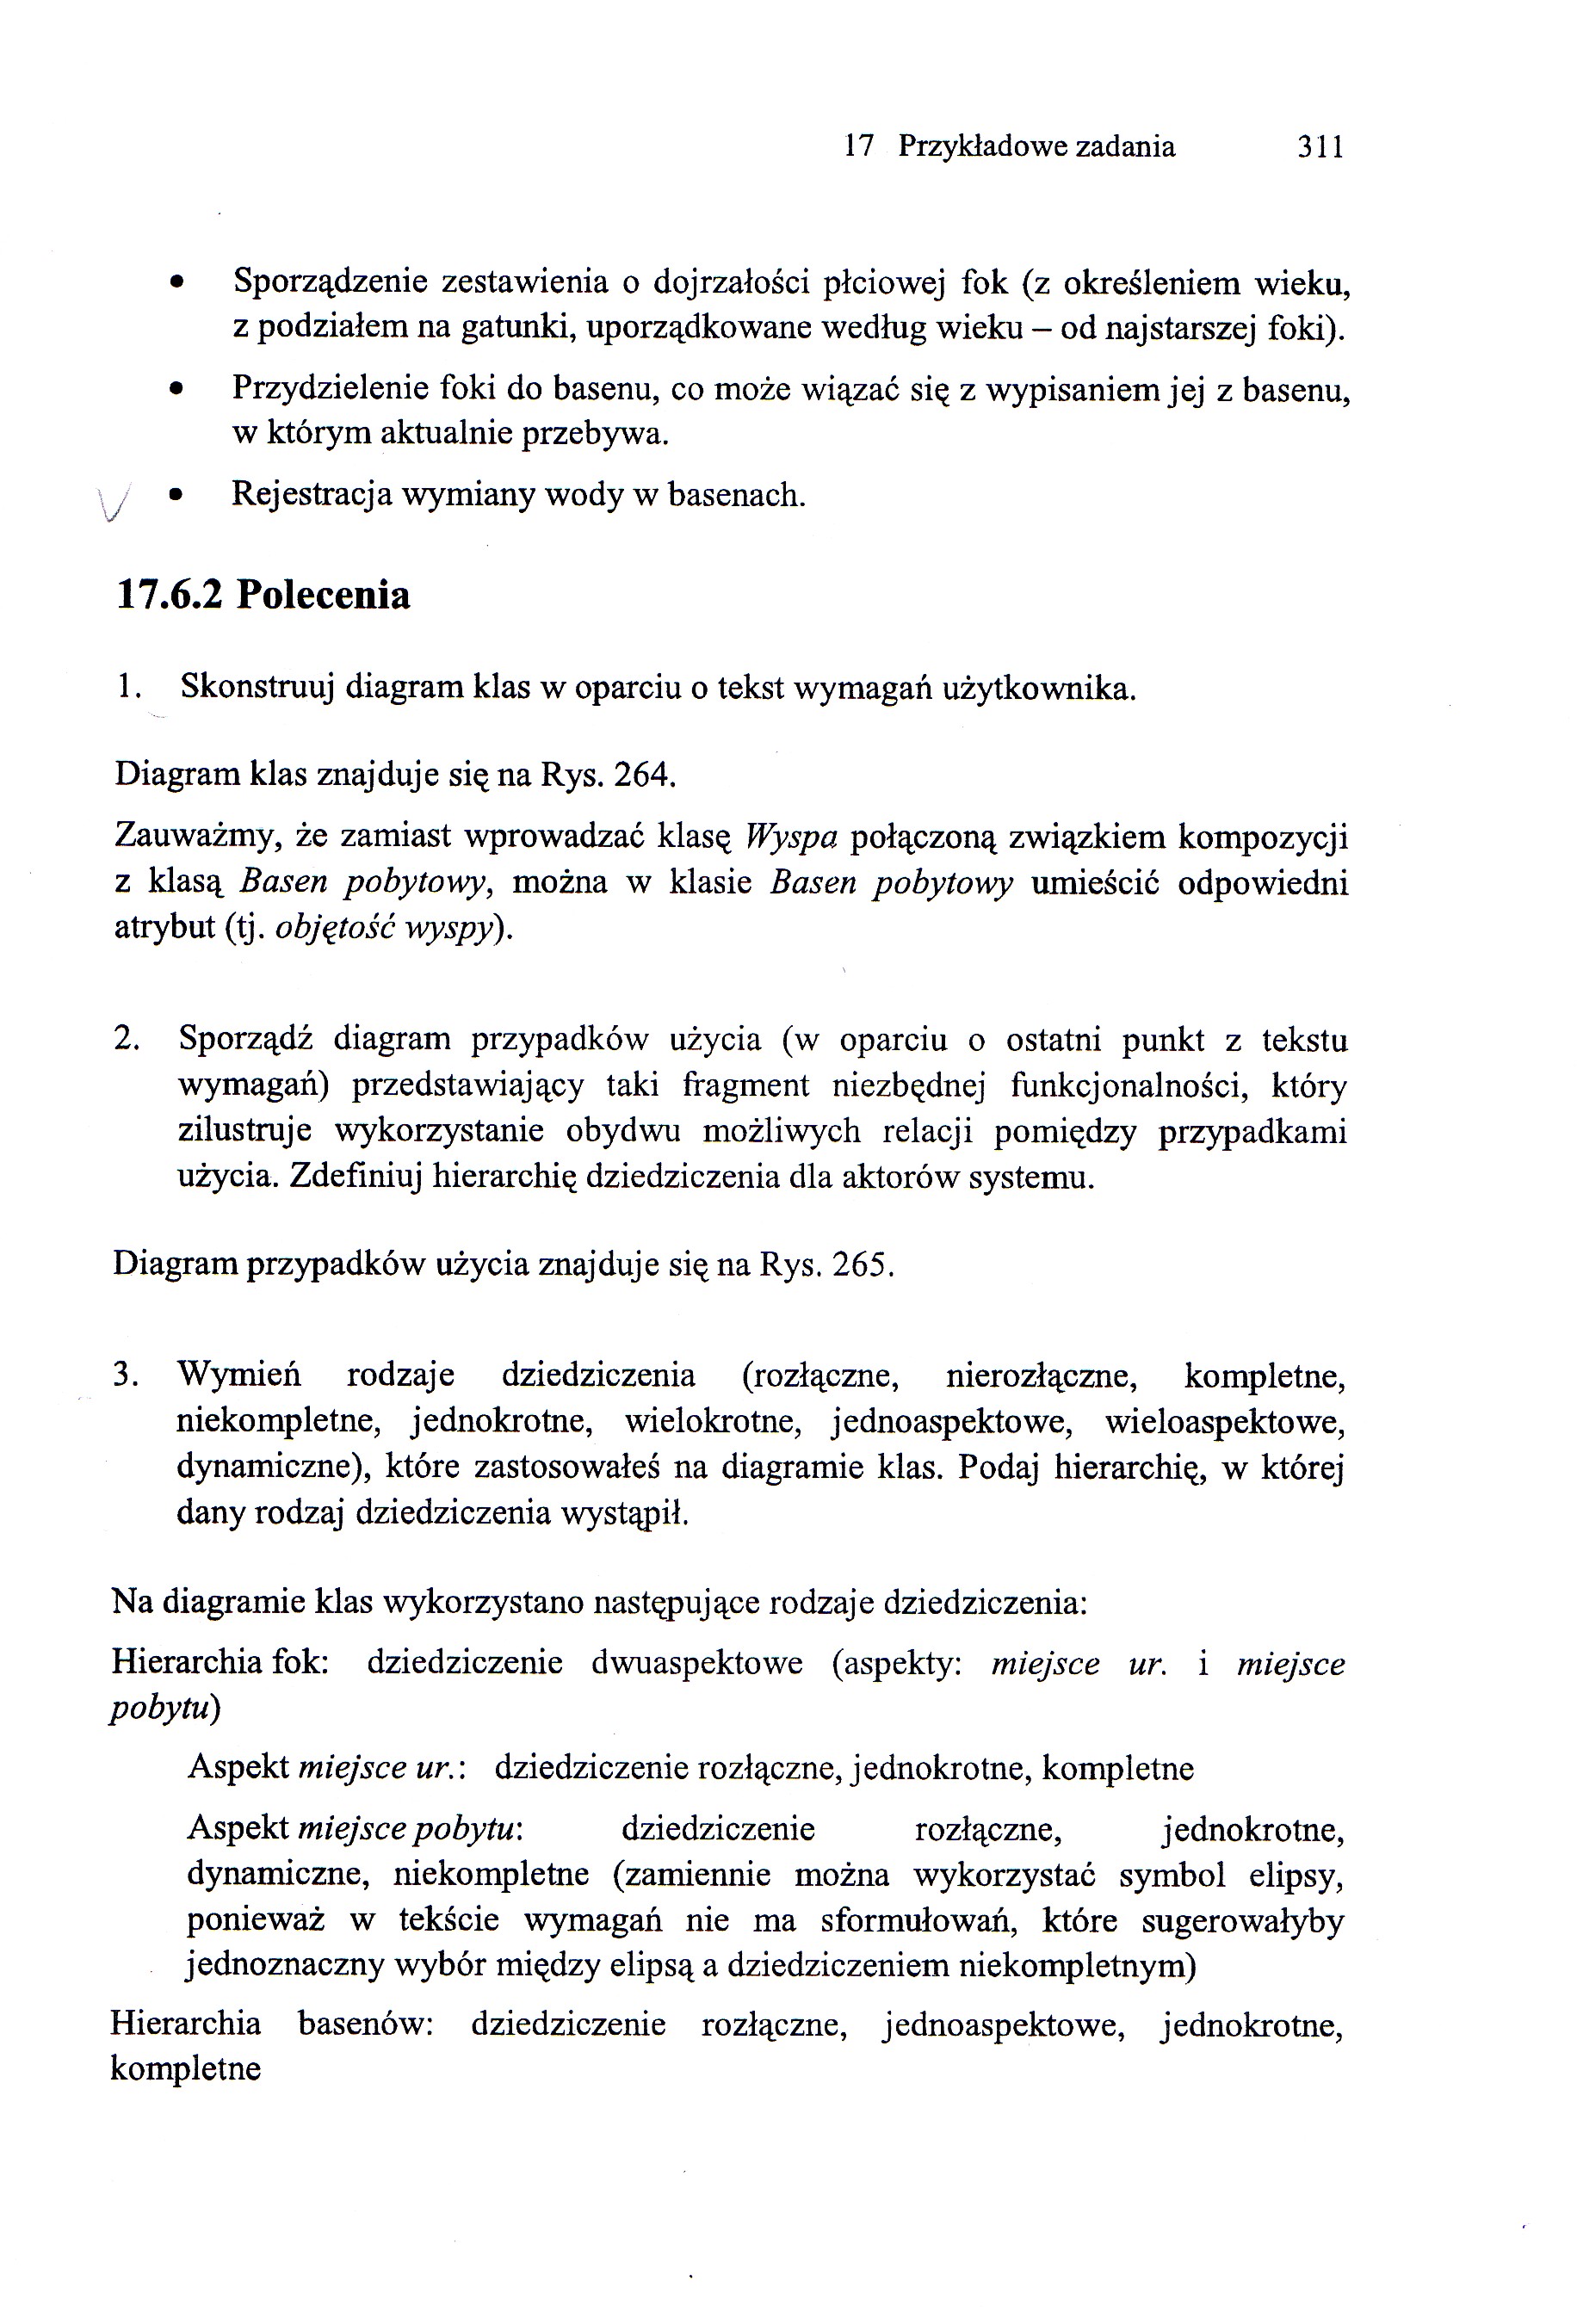 17 Przykładowe zadania 311
• Sporządzenie zestawienia o dojrzałości płciowej fok (z określeniem wieku,
z podziałem na gatunki, uporządkowane według wieku – od najstarszej foki).
• Przydzielenie foki do basenu, co może wiązać się z wypisaniem jej z basenu,
w którym aktualnie przebywa.
• Rejestracja wymiany wody w basenach.
17.6.2 Polecenia
1. Skonstruuj diagram klas w oparciu o tekst wymagań użytkownika.
Diagram klas znajduje się na Rys. 264.
Zauważmy, że zamiast wprowadzać klasę Wyspa połączoną związkiem kompozycji
z klasą Basen pobytowy, można w klasie Basen pobytowy umieścić odpowiedni
atrybut (tj. objętość wyspy).
2. Sporządź diagram przypadków użycia (w oparciu o ostatni punkt z tekstu
wymagań) przedstawiający taki fragment niezbędnej funkcjonalności, który
zilustruje wykorzystanie obydwu możliwych relacji pomiędzy przypadkami
użycia. Zdefiniuj hierarchię dziedziczenia dla aktorów systemu.
Diagram przypadków użycia znajduje się na Rys. 265.
3. Wymień rodzaje dziedziczenia (rozłączne, nierozłączne, kompletne,
niekompletne, jednokrotne, wielokrotne, jednoaspektowe, wieloaspektowe,
dynamiczne), które zastosowałeś na diagramie klas. Podaj hierarchię, w której
dany rodzaj dziedziczenia wystąpił.
Na diagramie klas wykorzystano następujące rodzaje dziedziczenia:
Hierarchia fok: dziedziczenie dwuaspektowe (aspekty: miejsce ur. i miejsce
pobytu)
Aspekt miejsce ur.: dziedziczenie rozłączne, jednokrotne, kompletne
Aspekt miejsce pobytu: dziedziczenie rozłączne, jednokrotne,
dynamiczne, niekompletne (zamiennie można wykorzystać symbol elipsy,
ponieważ w tekście wymagań nie ma sformułowań, które sugerowałyby
jednoznaczny wybór między elipsą a dziedziczeniem niekompletnym)
Hierarchia basenów: dziedziczenie rozłączne, jednoaspektowe, jednokrotne,
kompletne